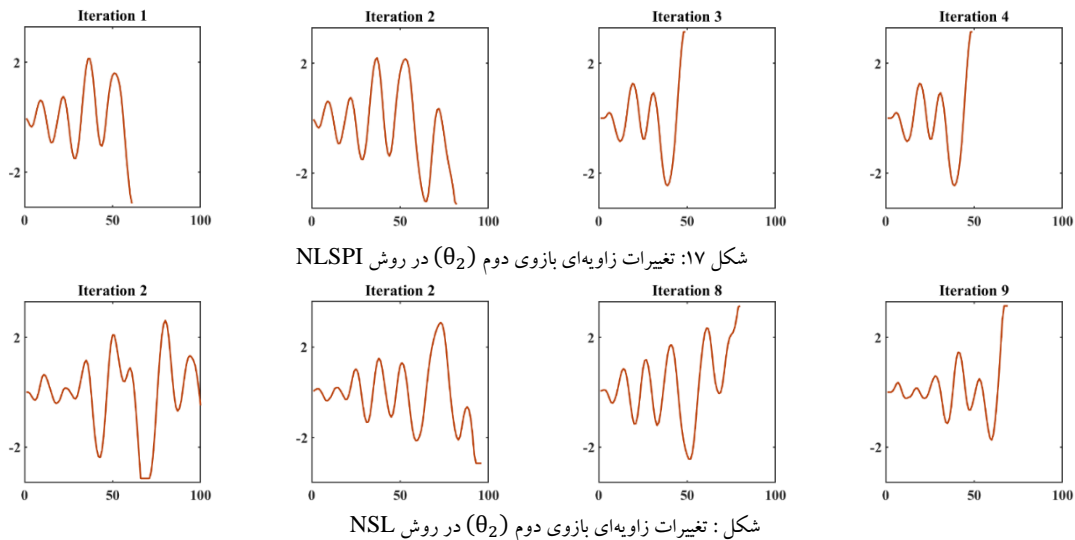 Iteration 1 Iteration 2 Iteration 3 Iteration 4
2 2 2 2
-2 -2 -2 -2
0 50 100 0 50 100 0 50 100 0 50 100
شکل ۱۷: تغییرات زاویه‌ای بازوی دوم (θ₂) در روش NLSPI
Iteration 2 Iteration 2 Iteration 8 Iteration 9
2 2 2 2
-2 -2 -2 -2
0 50 100 0 50 100 0 50 100 0 50 100
شکل : تغییرات زاویه‌ای بازوی دوم (θ₂) در روش NSL